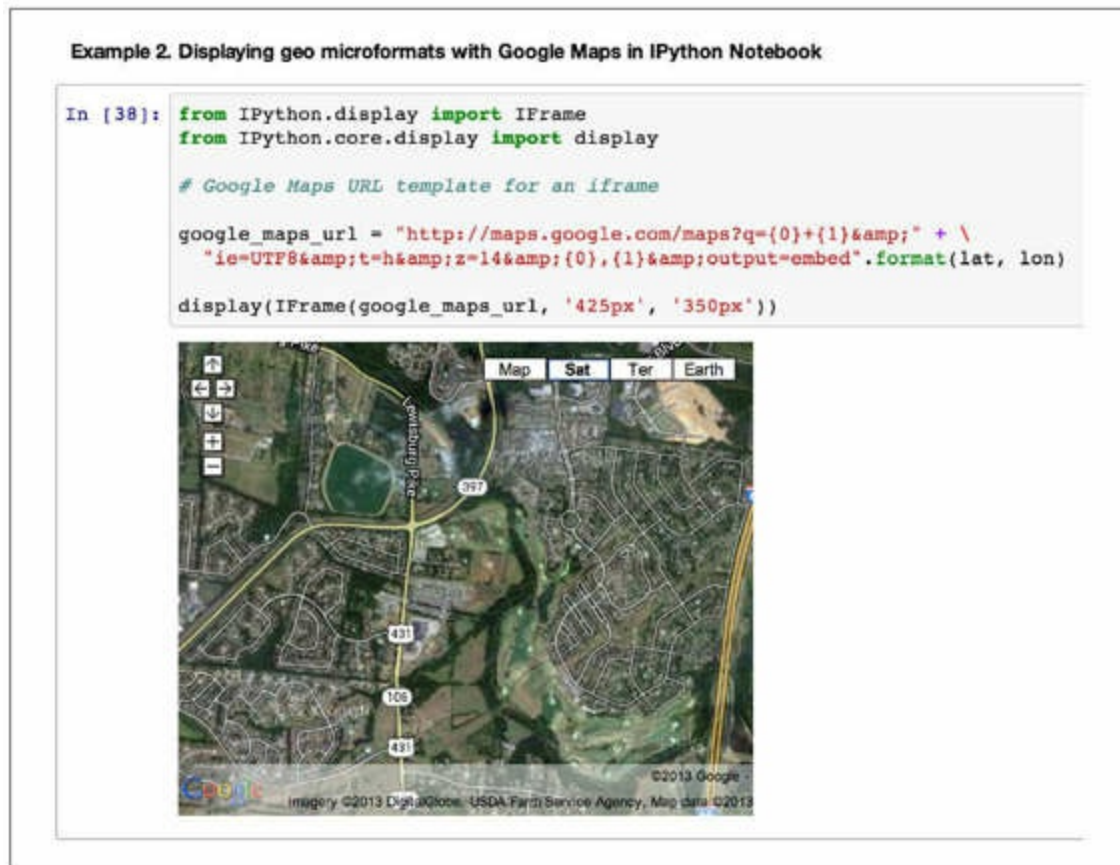 Example 2. Displaying geo microformats with Google Maps in IPython Notebook
In [38]: from IPython.display import IFrame
from IPython.core.display import display
# Google Maps URL template for an iframe
google_maps_url = "http://maps.google.com/maps?q={0}+{1}&amp;" + \
"ie=UTF8&amp;t=h&amp;z=14&amp;{0},{1}&amp;output=embed".format(lat, lon)
display(IFrame(google_maps_url, '425px', '350px'))
Map Sat Ter Earth
Lewisburg Pike
397
431
106
431
©2013 Google -
Google
Imagery ©2013 DigitalGlobe, USDA Farm Service Agency, Map data ©2013